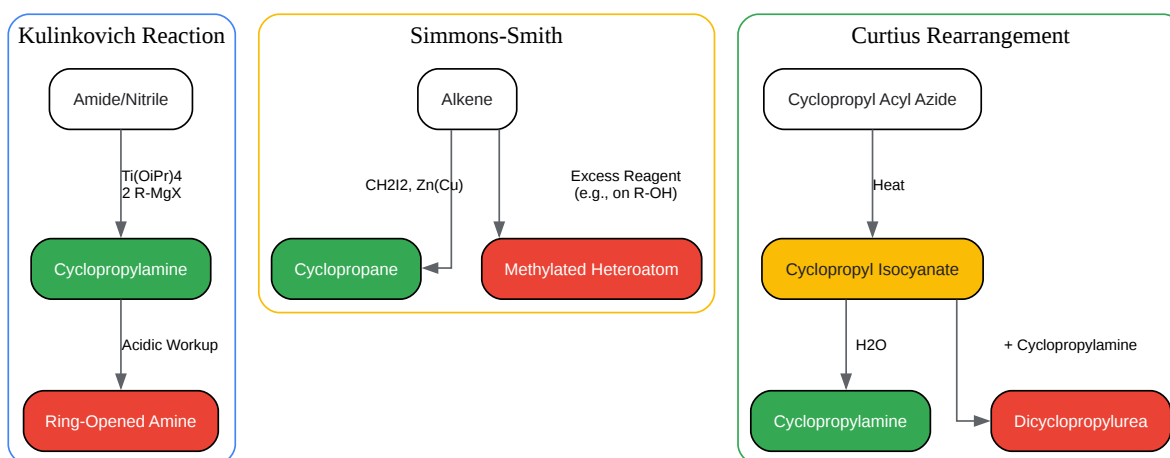 Kulinkovich Reaction
Amide/Nitrile
Ti(OiPr)4
2 R-MgX
Cyclopropylamine
Acidic Workup
Ring-Opened Amine
Simmons-Smith
Alkene
CH2I2, Zn(Cu)
Excess Reagent
(e.g., on R-OH)
Cyclopropane
Methylated Heteroatom
Curtius Rearrangement
Cyclopropyl Acyl Azide
Heat
Cyclopropyl Isocyanate
H2O
+ Cyclopropylamine
Cyclopropylamine
Dicyclopropylurea